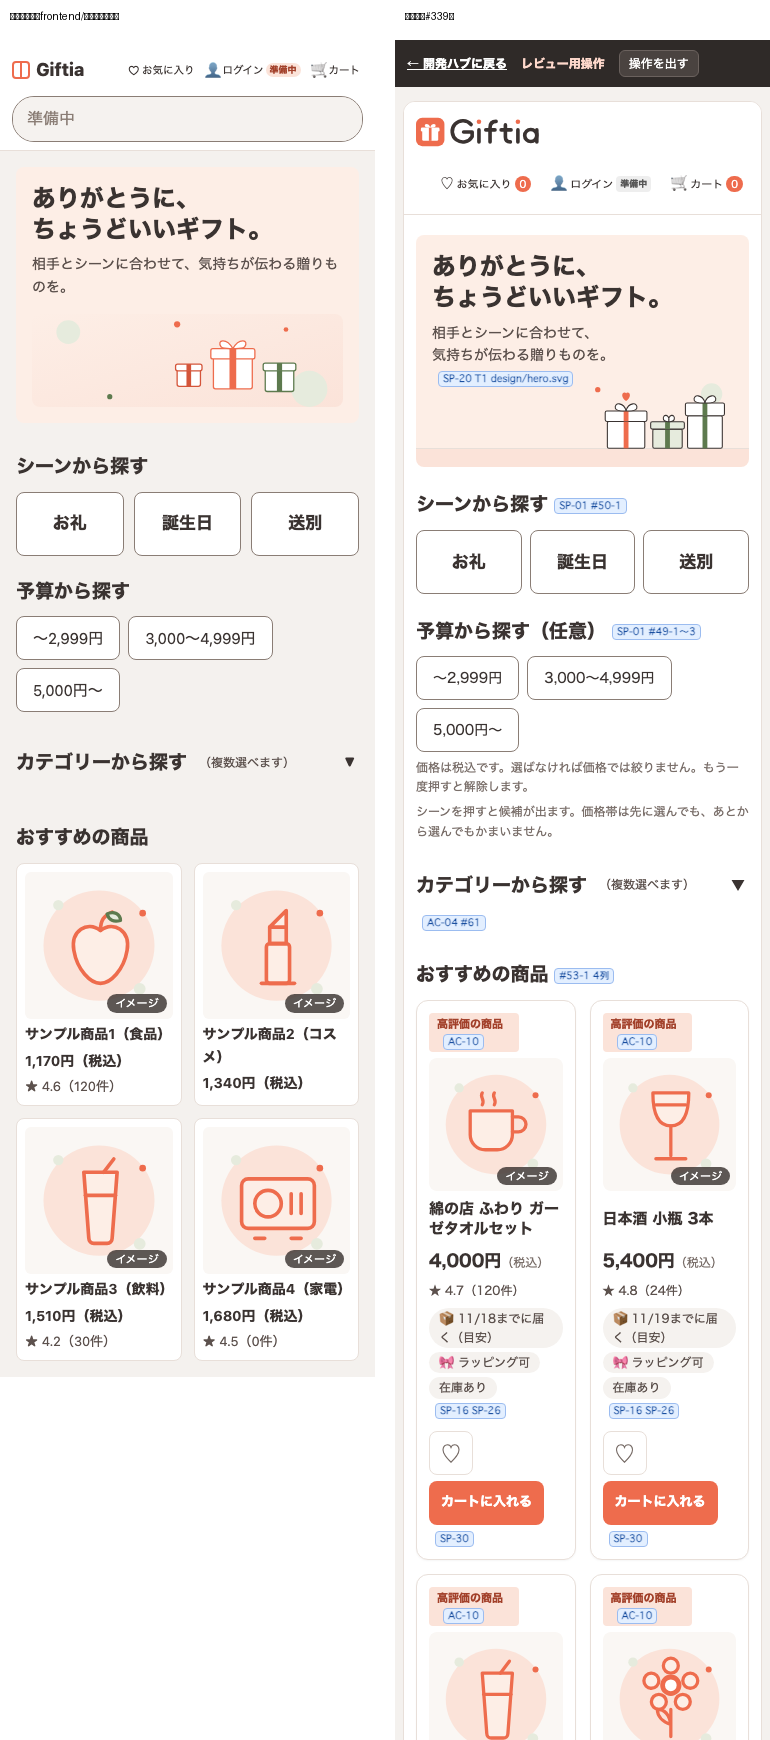 frontend/
Giftia
♡ お気に入り
ログイン 準備中
カート
準備中
ありがとうに、
ちょうどいいギフト。
相手とシーンに合わせて、気持ちが伝わる贈りも
のを。
シーンから探す
お礼
誕生日
送別
予算から探す
〜2,999円
3,000〜4,999円
5,000円〜
カテゴリーから探す （複数選べます） ▼
おすすめの商品
イメージ
サンプル商品1（食品）
1,170円（税込）
★ 4.6（120件）
イメージ
サンプル商品2（コス
メ）
1,340円（税込）
イメージ
サンプル商品3（飲料）
1,510円（税込）
★ 4.2（30件）
イメージ
サンプル商品4（家電）
1,680円（税込）
★ 4.5（0件）
#339
← 開発ハブに戻る
レビュー用操作
操作を出す
Giftia
♡ お気に入り 0
ログイン 準備中
カート 0
ありがとうに、
ちょうどいいギフト。
相手とシーンに合わせて、
気持ちが伝わる贈りものを。
SP-20 T1 design/hero.svg
シーンから探す SP-01 #50-1
お礼
誕生日
送別
予算から探す（任意） SP-01 #49-1〜3
〜2,999円
3,000〜4,999円
5,000円〜
価格は税込です。選ばなければ価格では絞りません。もう一
度押すと解除します。
シーンを押すと候補が出ます。価格帯は先に選んでも、あとか
ら選んでもかまいません。
カテゴリーから探す （複数選べます） ▼
AC-04 #61
おすすめの商品 #53-1 4列
高評価の商品
AC-10
イメージ
綿の店 ふわり ガー
ゼタオルセット
4,000円（税込）
★ 4.7（120件）
📦 11/18までに届
く（目安）
🎀 ラッピング可
在庫あり
SP-16 SP-26
♡
カートに入れる
SP-30
高評価の商品
AC-10
イメージ
日本酒 小瓶 3本
5,400円（税込）
★ 4.8（24件）
📦 11/19までに届
く（目安）
🎀 ラッピング可
在庫あり
SP-16 SP-26
♡
カートに入れる
SP-30
高評価の商品
AC-10
高評価の商品
AC-10